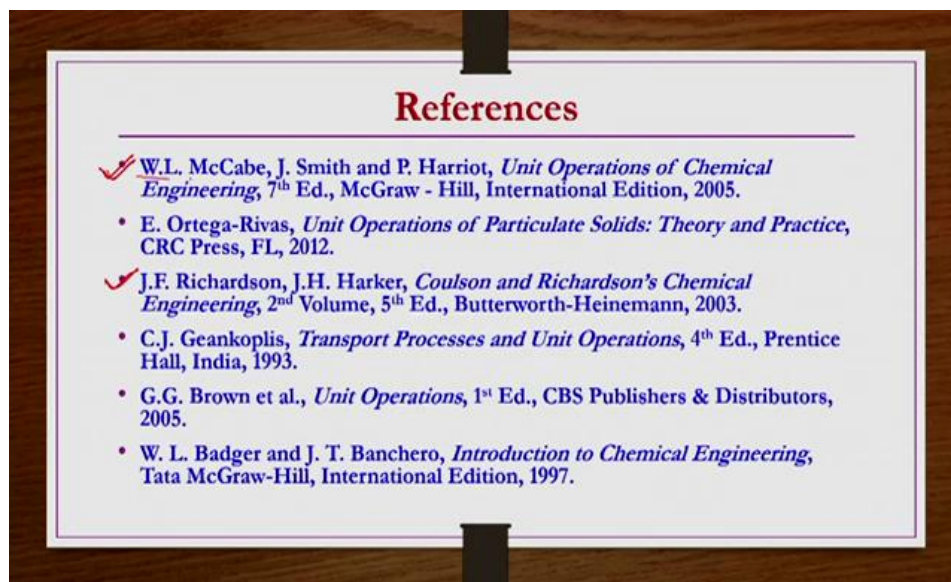 References
W.L. McCabe, J. Smith and P. Harriot, Unit Operations of Chemical
Engineering, 7th Ed., McGraw - Hill, International Edition, 2005.
• E. Ortega-Rivas, Unit Operations of Particulate Solids: Theory and Practice,
CRC Press, FL, 2012.
J.F. Richardson, J.H. Harker, Coulson and Richardson's Chemical
Engineering, 2nd Volume, 5th Ed., Butterworth-Heinemann, 2003.
• C.J. Geankoplis, Transport Processes and Unit Operations, 4th Ed., Prentice
Hall, India, 1993.
• G.G. Brown et al., Unit Operations, 1st Ed., CBS Publishers & Distributors,
2005.
• W. L. Badger and J. T. Banchero, Introduction to Chemical Engineering,
Tata McGraw-Hill, International Edition, 1997.